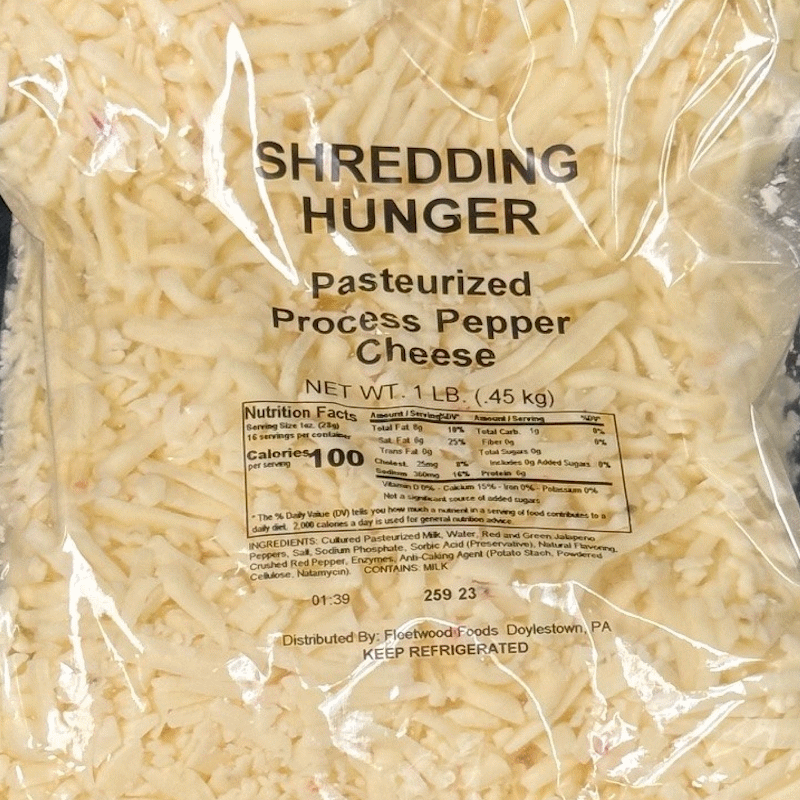 SHREDDING
HUNGER
Pasteurized
Process Pepper
Cheese
NET WT. 1 LB. (.45 kg)
Nutrition Facts
Serving Size 1oz. (28g)
16 servings per container
Calories 100
per serving
Amount / Serving %DV* Amount / Serving %DV*
Total Fat 8g 10% Total Carb. 1g 0%
Sat. Fat 6g 25% Fiber 0g 0%
Trans Fat 0g Total Sugars 0g
Cholest. 25mg 8% Includes 0g Added Sugars 0%
Sodium 360mg 16% Protein 6g
Vitamin D 0% - Calcium 15% - Iron 0% - Potassium 0%
Not a significant source of added sugars
* The % Daily Value (DV) tells you how much a nutrient in a serving of food contributes to a
daily diet. 2,000 calories a day is used for general nutrition advice.
INGREDIENTS: Cultured Pasteurized Milk, Water, Red and Green Jalapeno
Peppers, Salt, Sodium Phosphate, Sorbic Acid (Preservative), Natural Flavoring,
Crushed Red Pepper, Enzymes, Anti-Caking Agent (Potato Stach, Powdered
Cellulose, Natamycin). CONTAINS: MILK
01:39 259 23
Distributed By: Fleetwood Foods Doylestown, PA
KEEP REFRIGERATED